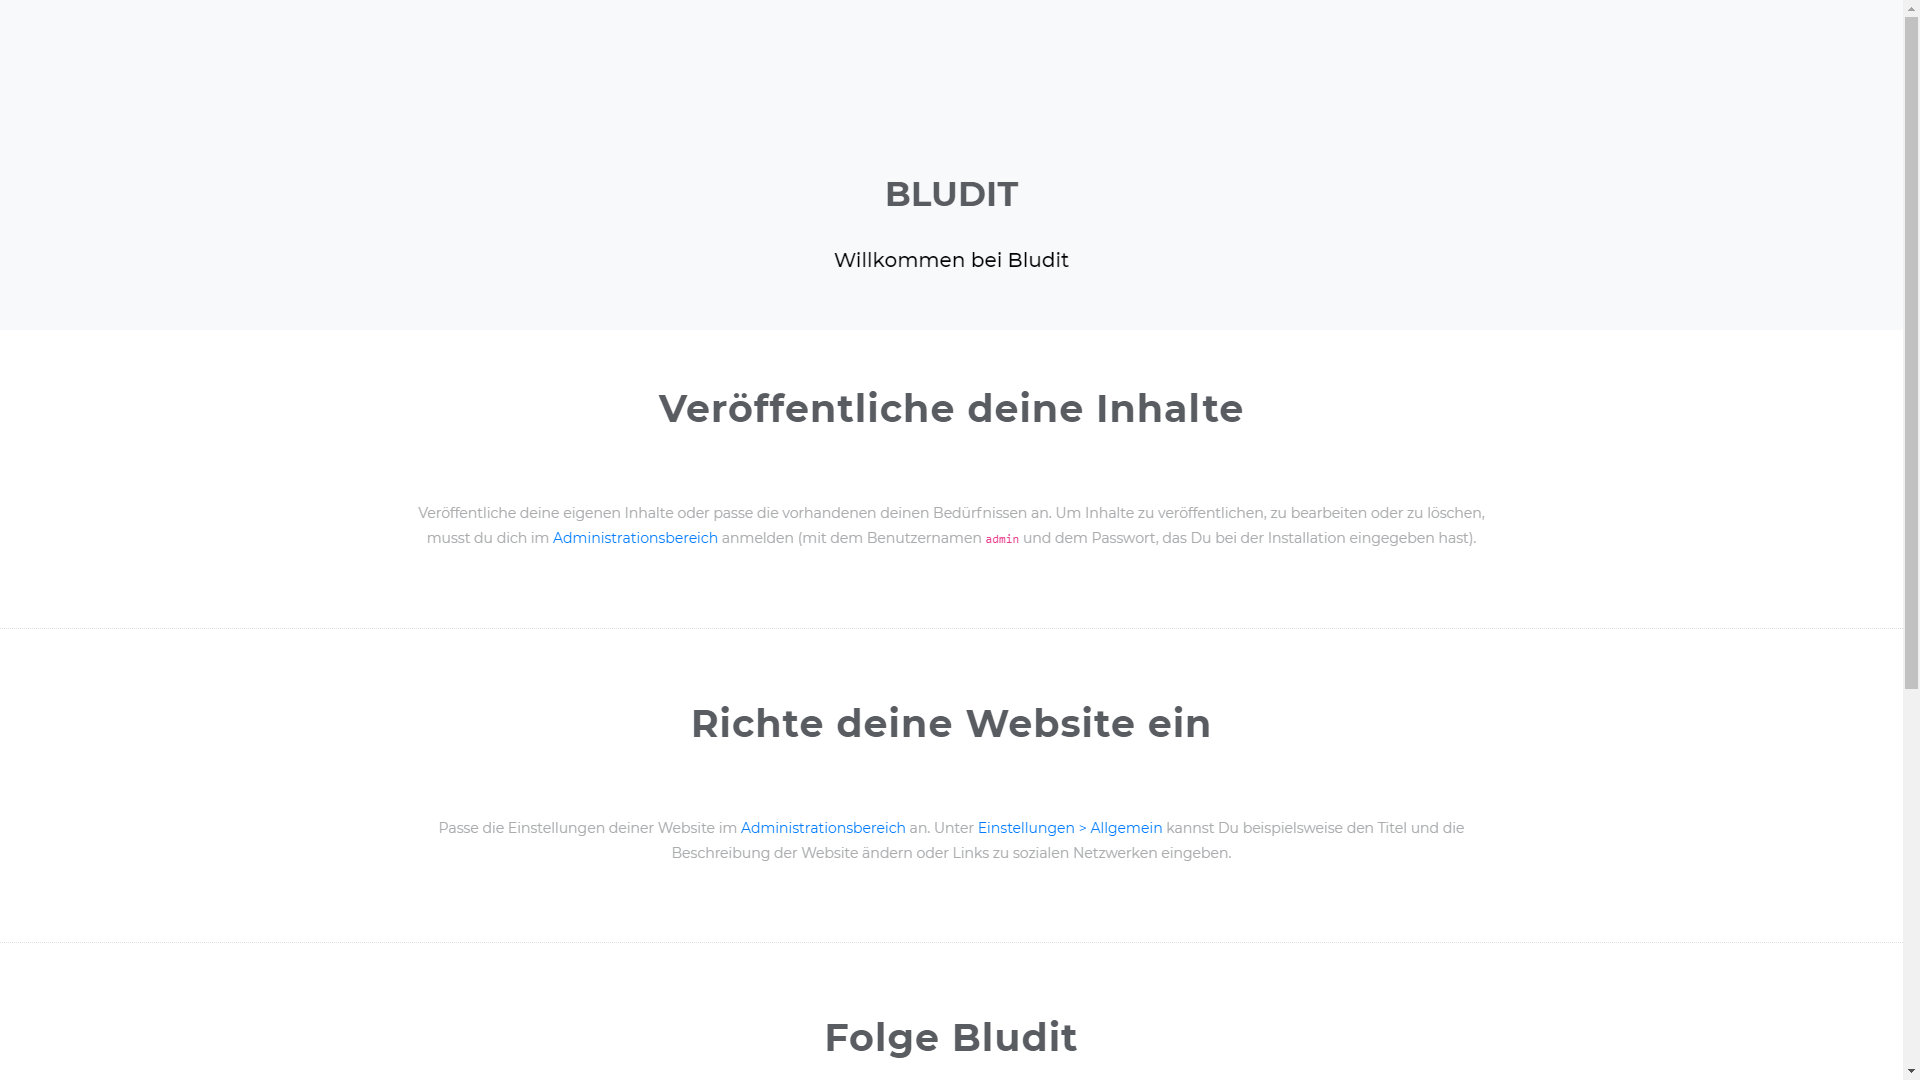 BLUDIT
Willkommen bei Bludit
Veröffentliche deine Inhalte
Veröffentliche deine eigenen Inhalte oder passe die vorhandenen deinen Bedürfnissen an. Um Inhalte zu veröffentlichen, zu bearbeiten oder zu löschen,
musst du dich im Administrationsbereich anmelden (mit dem Benutzernamen admin und dem Passwort, das Du bei der Installation eingegeben hast).
Richte deine Website ein
Passe die Einstellungen deiner Website im Administrationsbereich an. Unter Einstellungen > Allgemein kannst Du beispielsweise den Titel und die
Beschreibung der Website ändern oder Links zu sozialen Netzwerken eingeben.
Folge Bludit